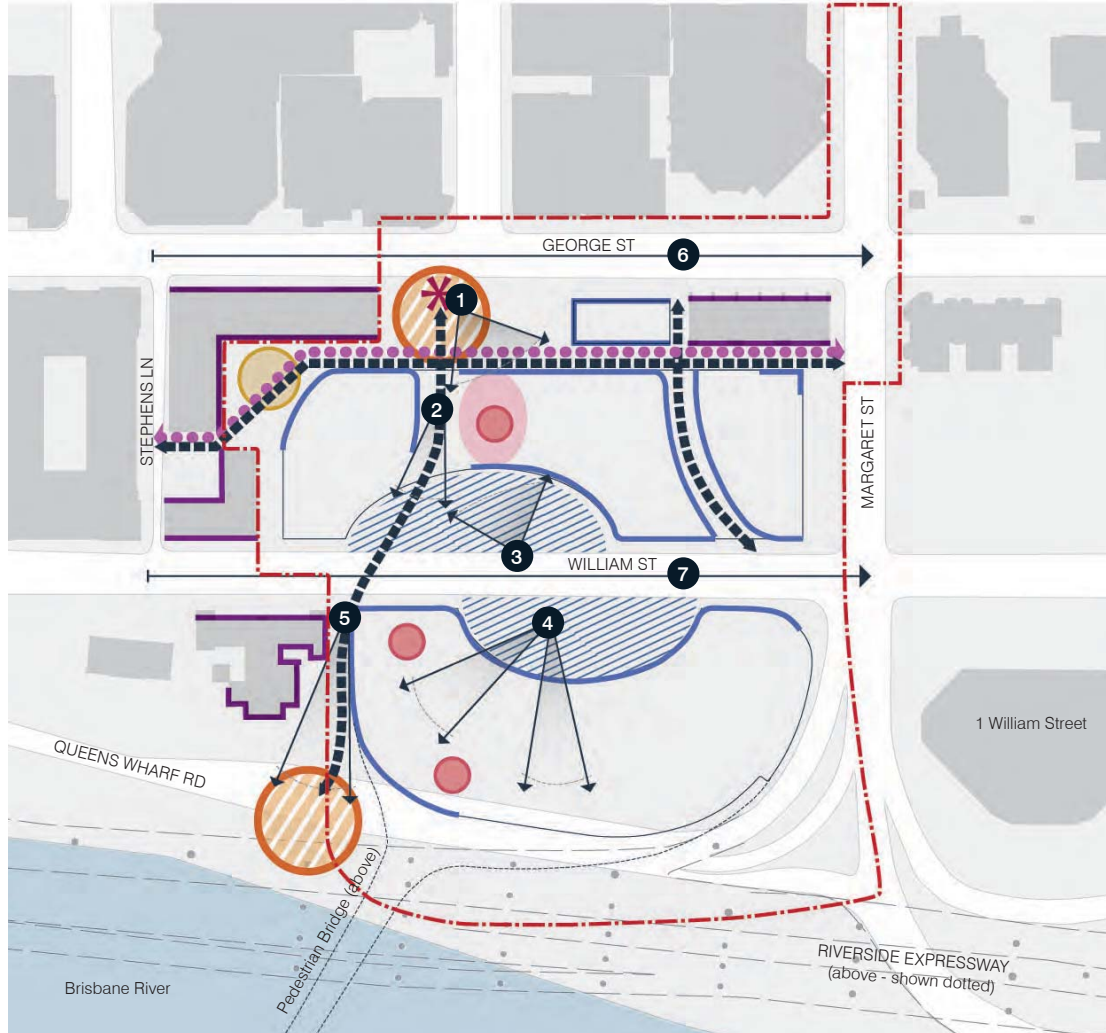 GEORGE ST
6
1
STEPHENS LN
2
MARGARET ST
3
WILLIAM ST
7
5
4
1 William Street
QUEENS WHARF RD
Pedestrian Bridge (above)
RIVERSIDE EXPRESSWAY
(above - shown dotted)
Brisbane River